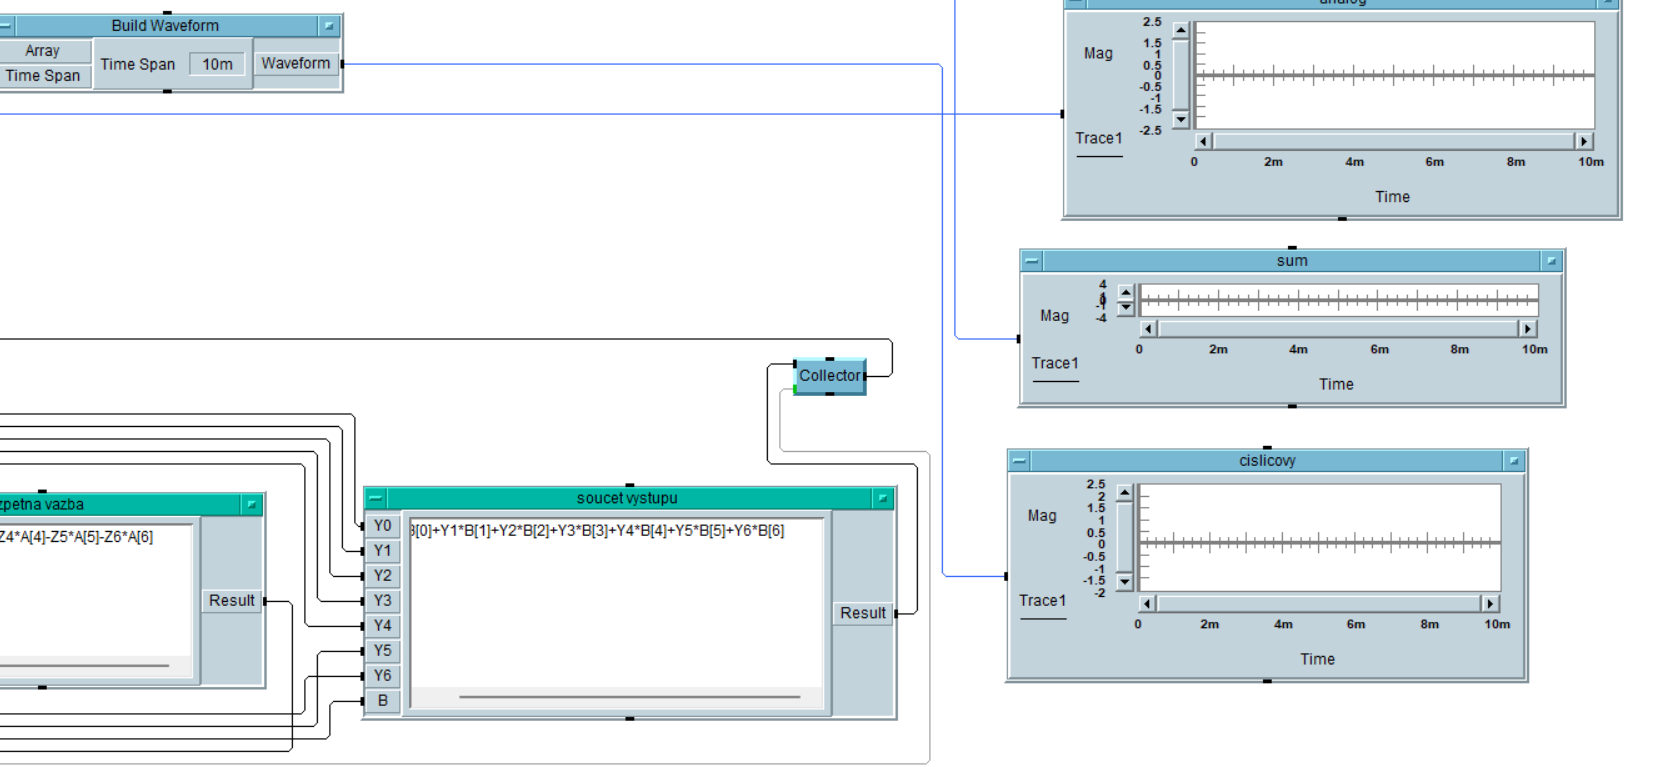 Build Waveform
Array
Time Span
Time Span
10m
Waveform
analog
Mag
Trace1
2.5
1.5
1
0.5
0
-0.5
-1
-1.5
-2.5
0 2m 4m 6m 8m 10m
Time
sum
Mag
Trace1
4
0
-4
0 2m 4m 6m 8m 10m
Time
Collector
zpetna vazba
Z4*A[4]-Z5*A[5]-Z6*A[6]
Result
soucet vystupu
Y0
Y1
Y2
Y3
Y4
Y5
Y6
B
B[0]+Y1*B[1]+Y2*B[2]+Y3*B[3]+Y4*B[4]+Y5*B[5]+Y6*B[6]
Result
cislicovy
Mag
Trace1
2.5
2
1.5
1
0.5
0
-0.5
-1
-1.5
-2
0 2m 4m 6m 8m 10m
Time